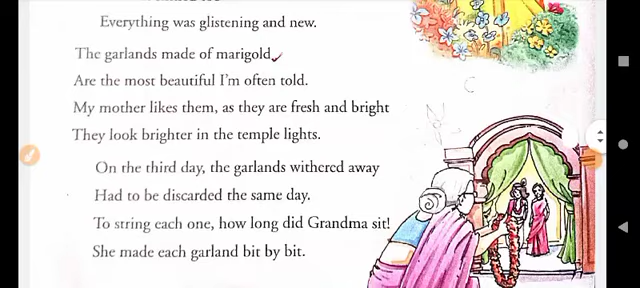 Everything was glistening and new.
The garlands made of marigold
Are the most beautiful I'm often told.
My mother likes them, as they are fresh and bright
They look brighter in the temple lights.
On the third day, the garlands withered away
Had to be discarded the same day.
To string each one, how long did Grandma sit!
She made each garland bit by bit.